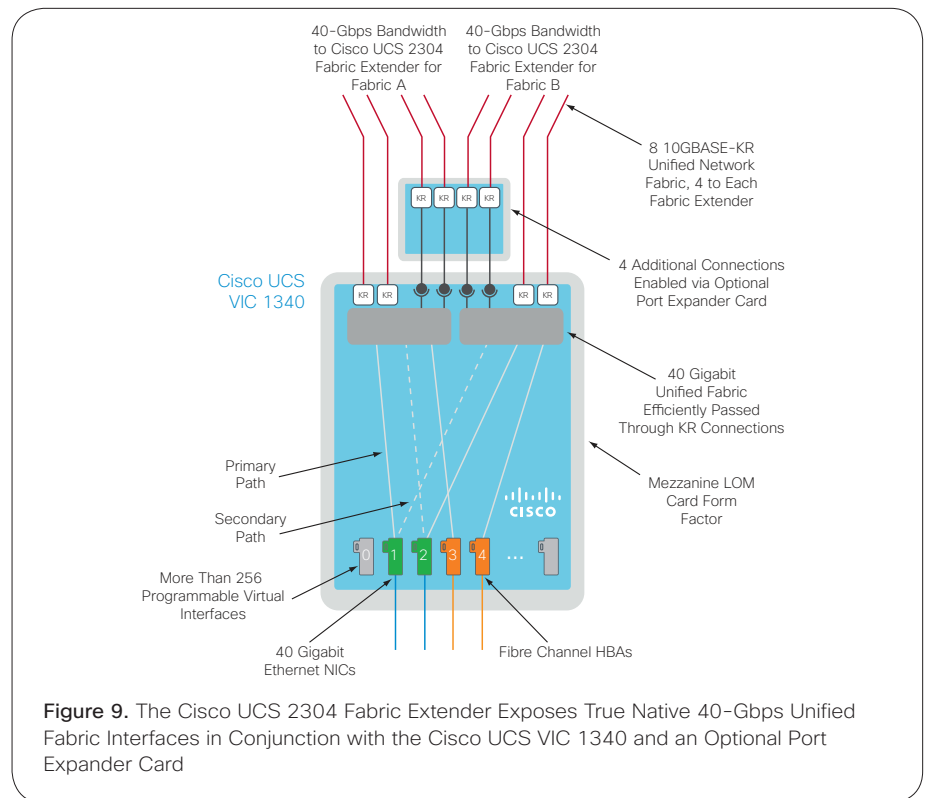 40-Gbps Bandwidth
to Cisco UCS 2304
Fabric Extender for
Fabric A
40-Gbps Bandwidth
to Cisco UCS 2304
Fabric Extender for
Fabric B
8 10GBASE-KR
Unified Network
Fabric, 4 to Each
Fabric Extender
KR KR KR KR
4 Additional Connections
Enabled via Optional
Port Expander Card
Cisco UCS
VIC 1340
KR KR KR KR
40 Gigabit
Unified Fabric
Efficiently Passed
Through KR Connections
Primary
Path
Mezzanine LOM
Card Form
Factor
CISCO
Secondary
Path
0 1 2 3 4 ...
More Than 256
Programmable Virtual
Interfaces
40 Gigabit
Ethernet NICs
Fibre Channel HBAs
Figure 9. The Cisco UCS 2304 Fabric Extender Exposes True Native 40-Gbps Unified
Fabric Interfaces in Conjunction with the Cisco UCS VIC 1340 and an Optional Port
Expander Card